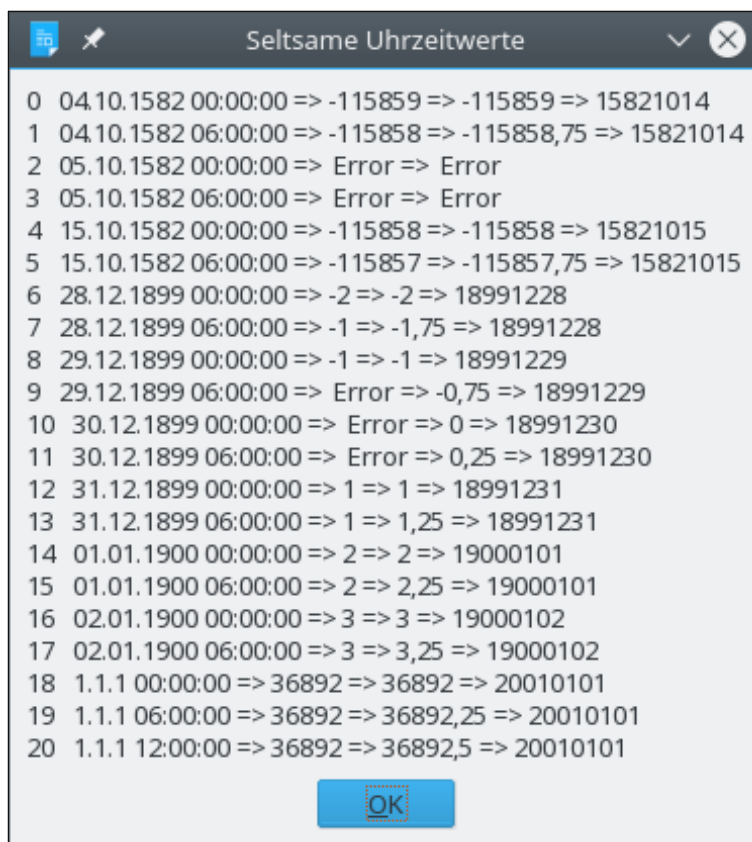 Seltsame Uhrzeitwerte
0 04.10.1582 00:00:00 => -115859 => -115859 => 15821014
1 04.10.1582 06:00:00 => -115858 => -115858,75 => 15821014
2 05.10.1582 00:00:00 => Error => Error
3 05.10.1582 06:00:00 => Error => Error
4 15.10.1582 00:00:00 => -115858 => -115858 => 15821015
5 15.10.1582 06:00:00 => -115857 => -115857,75 => 15821015
6 28.12.1899 00:00:00 => -2 => -2 => 18991228
7 28.12.1899 06:00:00 => -1 => -1,75 => 18991228
8 29.12.1899 00:00:00 => -1 => -1 => 18991229
9 29.12.1899 06:00:00 => Error => -0,75 => 18991229
10 30.12.1899 00:00:00 => Error => 0 => 18991230
11 30.12.1899 06:00:00 => Error => 0,25 => 18991230
12 31.12.1899 00:00:00 => 1 => 1 => 18991231
13 31.12.1899 06:00:00 => 1 => 1,25 => 18991231
14 01.01.1900 00:00:00 => 2 => 2 => 19000101
15 01.01.1900 06:00:00 => 2 => 2,25 => 19000101
16 02.01.1900 00:00:00 => 3 => 3 => 19000102
17 02.01.1900 06:00:00 => 3 => 3,25 => 19000102
18 1.1.1 00:00:00 => 36892 => 36892 => 20010101
19 1.1.1 06:00:00 => 36892 => 36892,25 => 20010101
20 1.1.1 12:00:00 => 36892 => 36892,5 => 20010101
OK